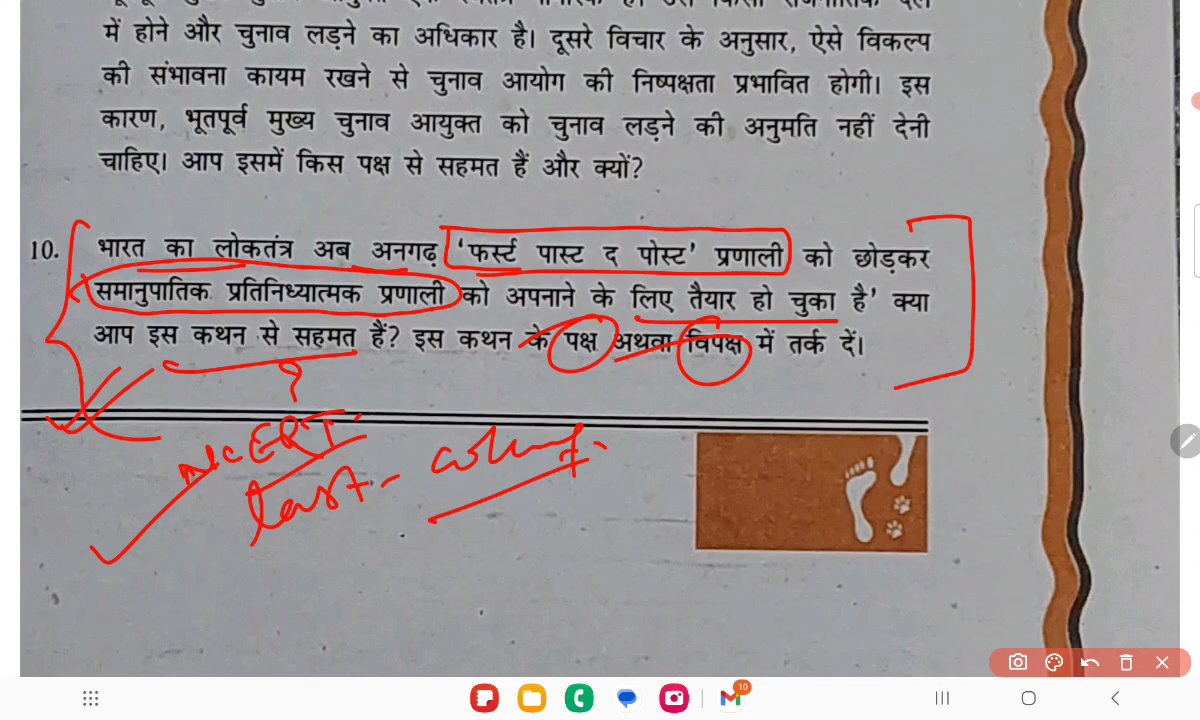 में होने और चुनाव लड़ने का अधिकार है। दूसरे विचार के अनुसार, ऐसे विकल्प
की संभावना कायम रखने से चुनाव आयोग की निष्पक्षता प्रभावित होगी। इस
कारण, भूतपूर्व मुख्य चुनाव आयुक्त को चुनाव लड़ने की अनुमति नहीं देनी
चाहिए। आप इसमें किस पक्ष से सहमत हैं और क्यों?
10. भारत का लोकतंत्र अब अनगढ़ ‘फर्स्ट पास्ट द पोस्ट’ प्रणाली को छोड़कर
समानुपातिक प्रतिनिध्यात्मक प्रणाली को अपनाने के लिए तैयार हो चुका है’ क्या
आप इस कथन से सहमत हैं? इस कथन के पक्ष अथवा विपक्ष में तर्क दें।
?
NCERT
last -
10